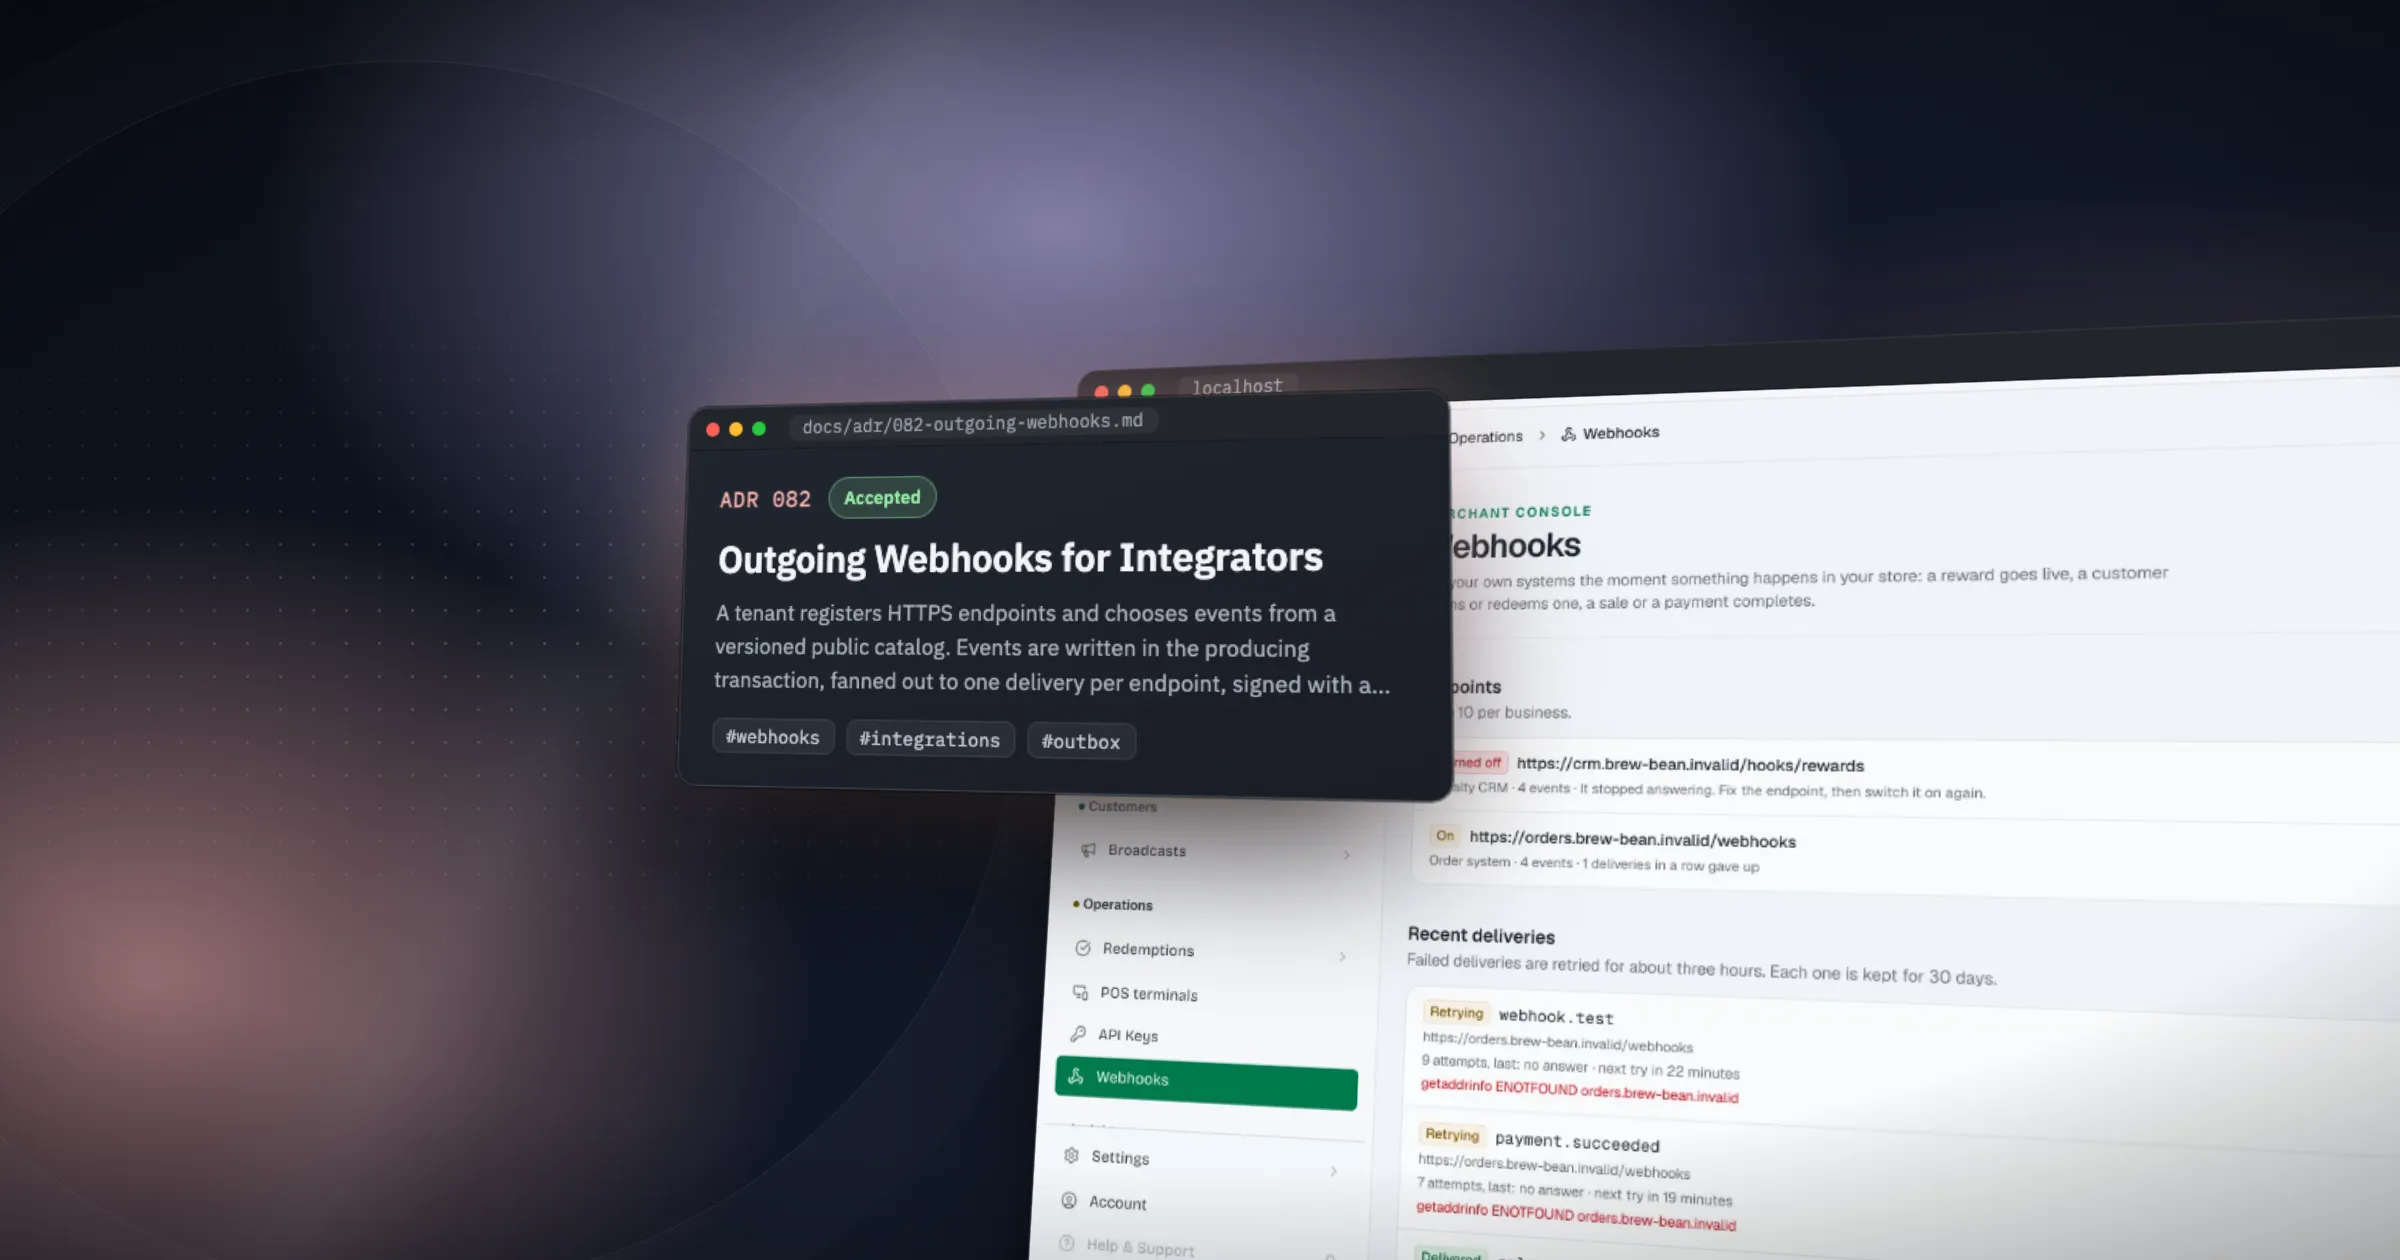 localhost
docs/adr/082-outgoing-webhooks.md
ADR 082 Accepted
Outgoing Webhooks for Integrators
A tenant registers HTTPS endpoints and chooses events from a
versioned public catalog. Events are written in the producing
transaction, fanned out to one delivery per endpoint, signed with a...
#webhooks #integrations #outbox
Operations > Webhooks
RCHANT CONSOLE
ebhooks
your own systems the moment something happens in your store: a reward goes live, a customer
ns or redeems one, a sale or a payment completes.
points
10 per business.
rned off https://crm.brew-bean.invalid/hooks/rewards
alty CRM · 4 events · It stopped answering. Fix the endpoint, then switch it on again.
On https://orders.brew-bean.invalid/webhooks
Order system · 4 events · 1 deliveries in a row gave up
Recent deliveries
Failed deliveries are retried for about three hours. Each one is kept for 30 days.
Retrying webhook.test
https://orders.brew-bean.invalid/webhooks
9 attempts, last: no answer · next try in 22 minutes
getaddrinfo ENOTFOUND orders.brew-bean.invalid
Retrying payment.succeeded
https://orders.brew-bean.invalid/webhooks
7 attempts, last: no answer · next try in 19 minutes
getaddrinfo ENOTFOUND orders.brew-bean.invalid
Delivered
Customers
Broadcasts
Operations
Redemptions
POS terminals
API Keys
Webhooks
Settings
Account
Help & Support